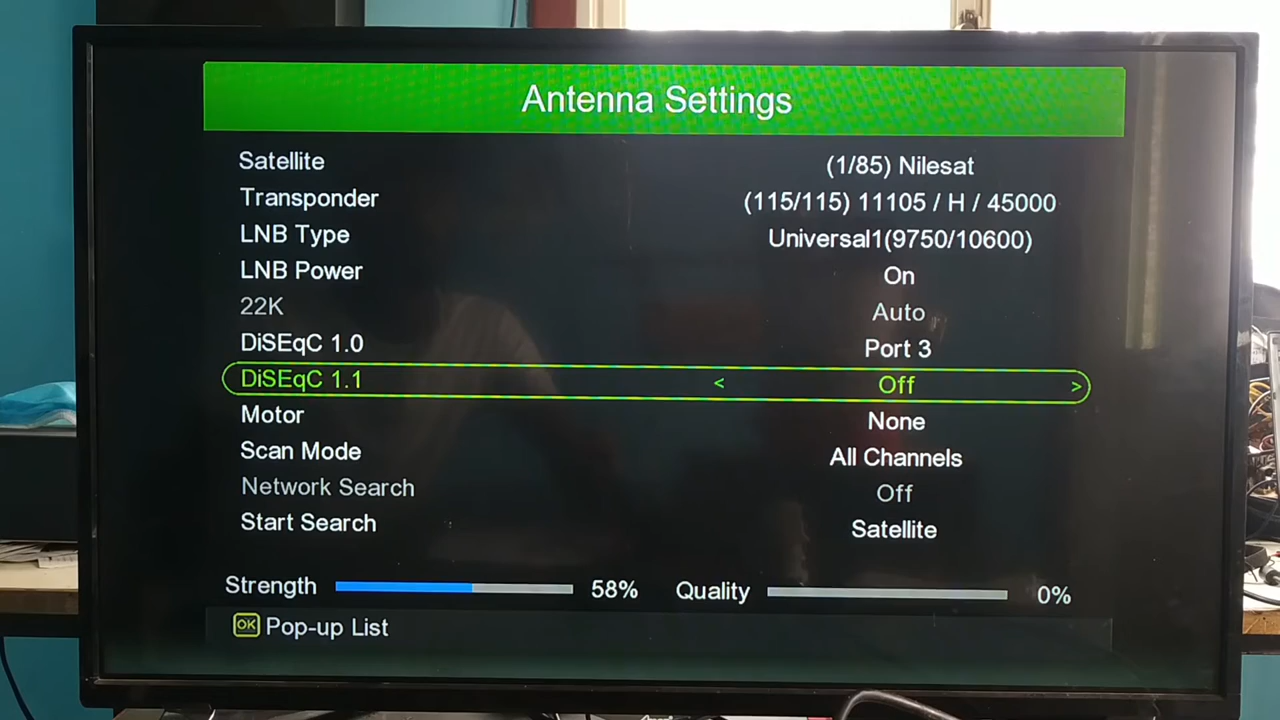 Antenna Settings
Satellite (1/85) Nilesat
Transponder (115/115) 11105 / H / 45000
LNB Type Universal1(9750/10600)
LNB Power On
22K Auto
DiSEqC 1.0 Port 3
DiSEqC 1.1 < Off >
Motor None
Scan Mode All Channels
Network Search Off
Start Search Satellite
Strength 58% Quality 0%
OK Pop-up List